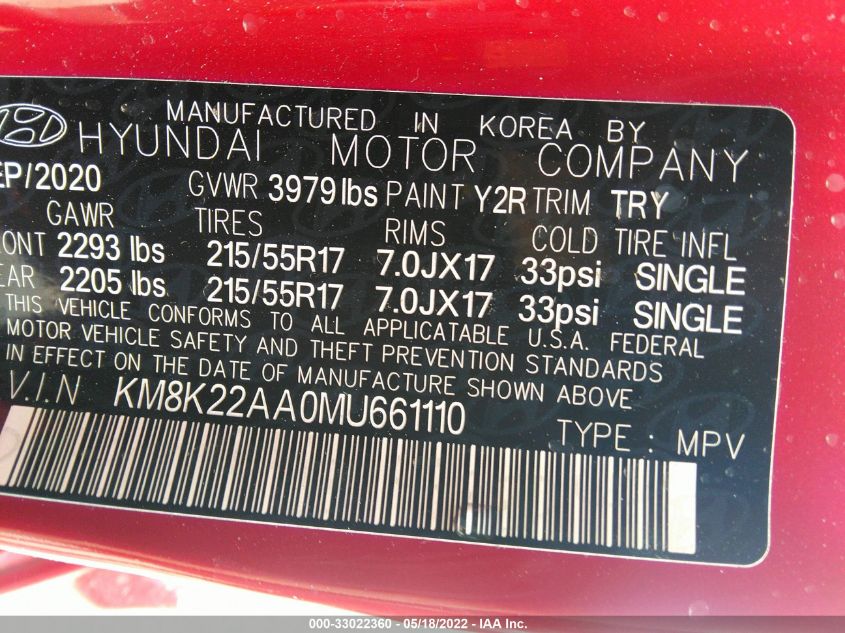 MANUFACTURED IN KOREA BY
HYUNDAI MOTOR COMPANY
EP/2020 GVWR 3979lbs PAINT Y2R TRIM TRY
GAWR TIRES RIMS COLD TIRE INFL
RONT 2293 lbs 215/55R17 7.0JX17 33psi SINGLE
EAR 2205 lbs 215/55R17 7.0JX17 33psi SINGLE
THIS VEHICLE CONFORMS TO ALL APPLICATABLE U.S.A. FEDERAL
MOTOR VEHICLE SAFETY AND THEFT PREVENTION STANDARDS
IN EFFECT ON THE DATE OF MANUFACTURE SHOWN ABOVE
V.I.N KM8K22AA0MU661110
TYPE : MPV
000-33022360 - 05/18/2022 - IAA Inc.